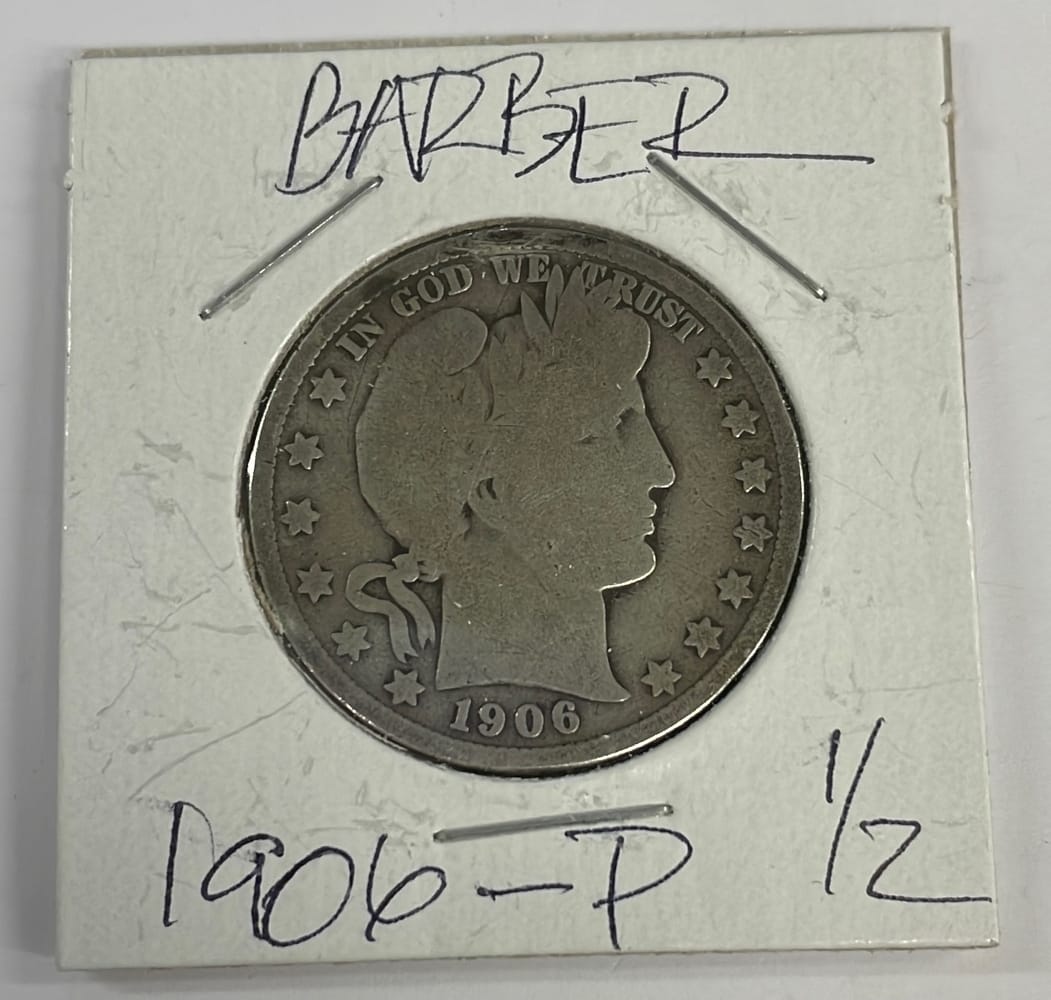 BARBER
IN GOD WE TRUST
1906
1906-P 1/2